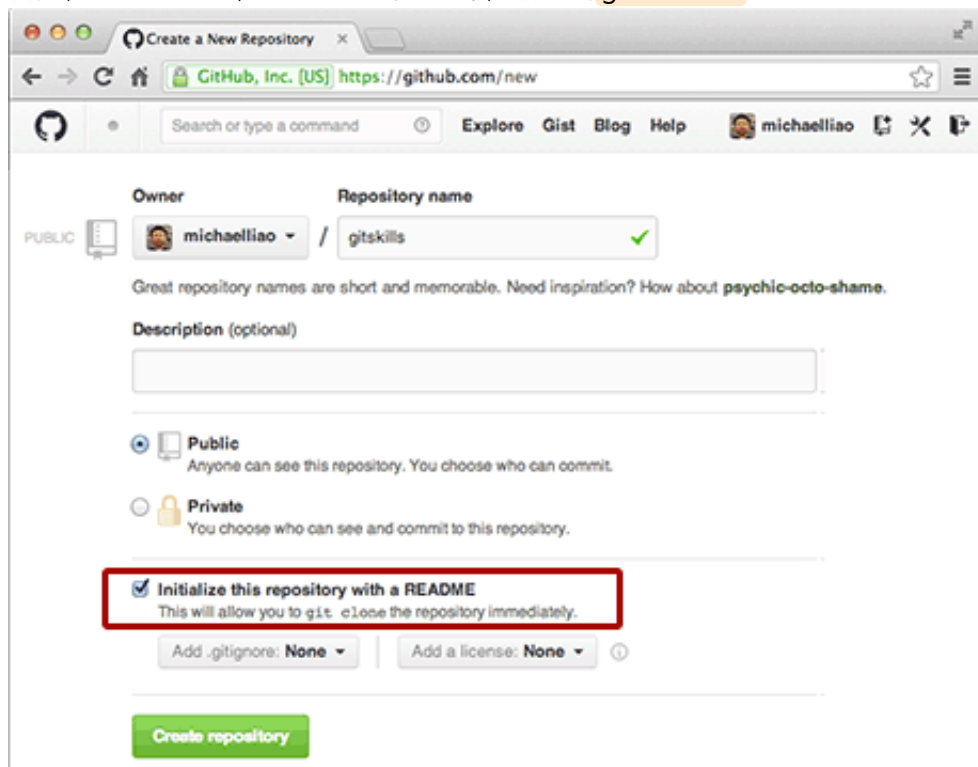 Create a New Repository
GitHub, Inc. [US] https://github.com/new
Search or type a command Explore Gist Blog Help michaelliao
Owner Repository name
PUBLIC michaelliao / gitskills
Great repository names are short and memorable. Need inspiration? How about psychic-octo-shame.
Description (optional)
Public
Anyone can see this repository. You choose who can commit.
Private
You choose who can see and commit to this repository.
Initialize this repository with a README
This will allow you to git clone the repository immediately.
Add .gitignore: None Add a license: None
Create repository